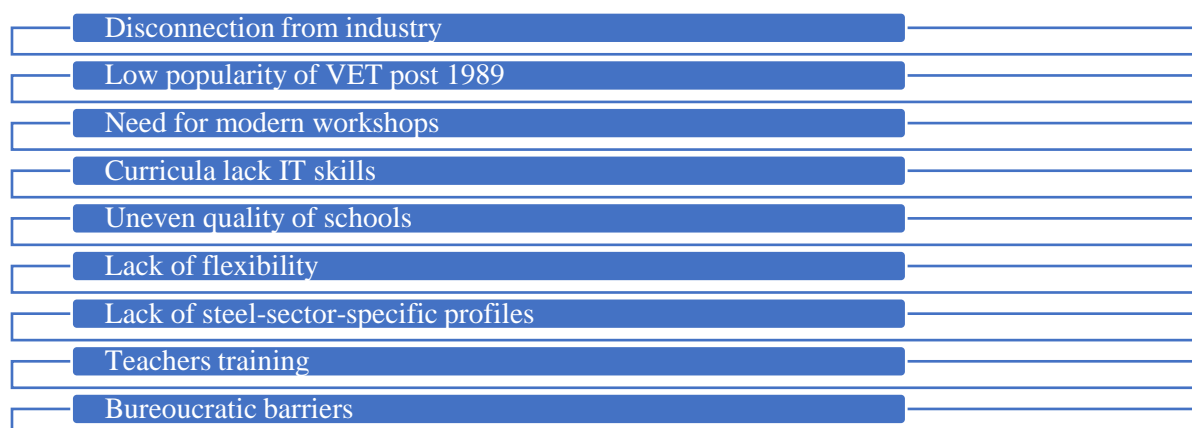 Disconnection from industry
Low popularity of VET post 1989
Need for modern workshops
Curricula lack IT skills
Uneven quality of schools
Lack of flexibility
Lack of steel-sector-specific profiles
Teachers training
Bureoucratic barriers